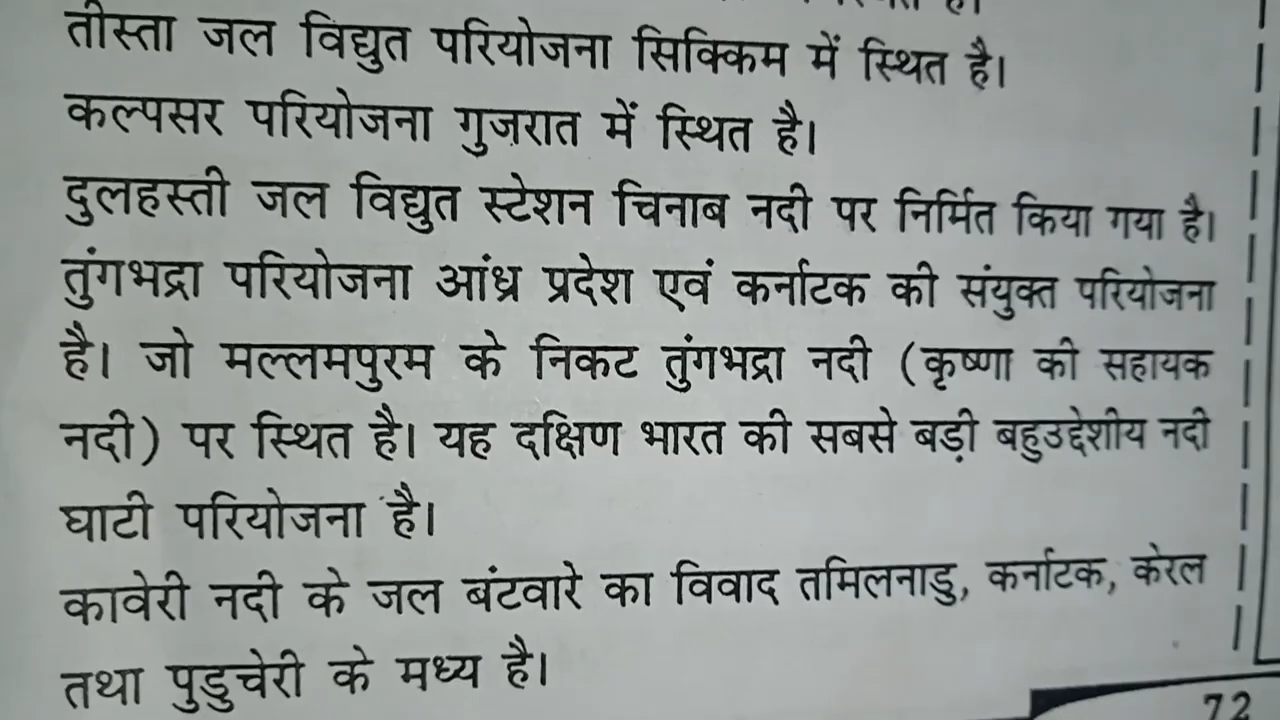 तीस्ता जल विद्युत परियोजना सिक्किम में स्थित है।
कल्पसर परियोजना गुजरात में स्थित है।
दुलहस्ती जल विद्युत स्टेशन चिनाब नदी पर निर्मित किया गया है।
तुंगभद्रा परियोजना आंध्र प्रदेश एवं कर्नाटक की संयुक्त परियोजना
है। जो मल्लमपुरम के निकट तुंगभद्रा नदी (कृष्णा की सहायक
नदी) पर स्थित है। यह दक्षिण भारत की सबसे बड़ी बहुउद्देशीय नदी
घाटी परियोजना है।
कावेरी नदी के जल बंटवारे का विवाद तमिलनाडु, कर्नाटक, केरल
तथा पुडुचेरी के मध्य है।
72